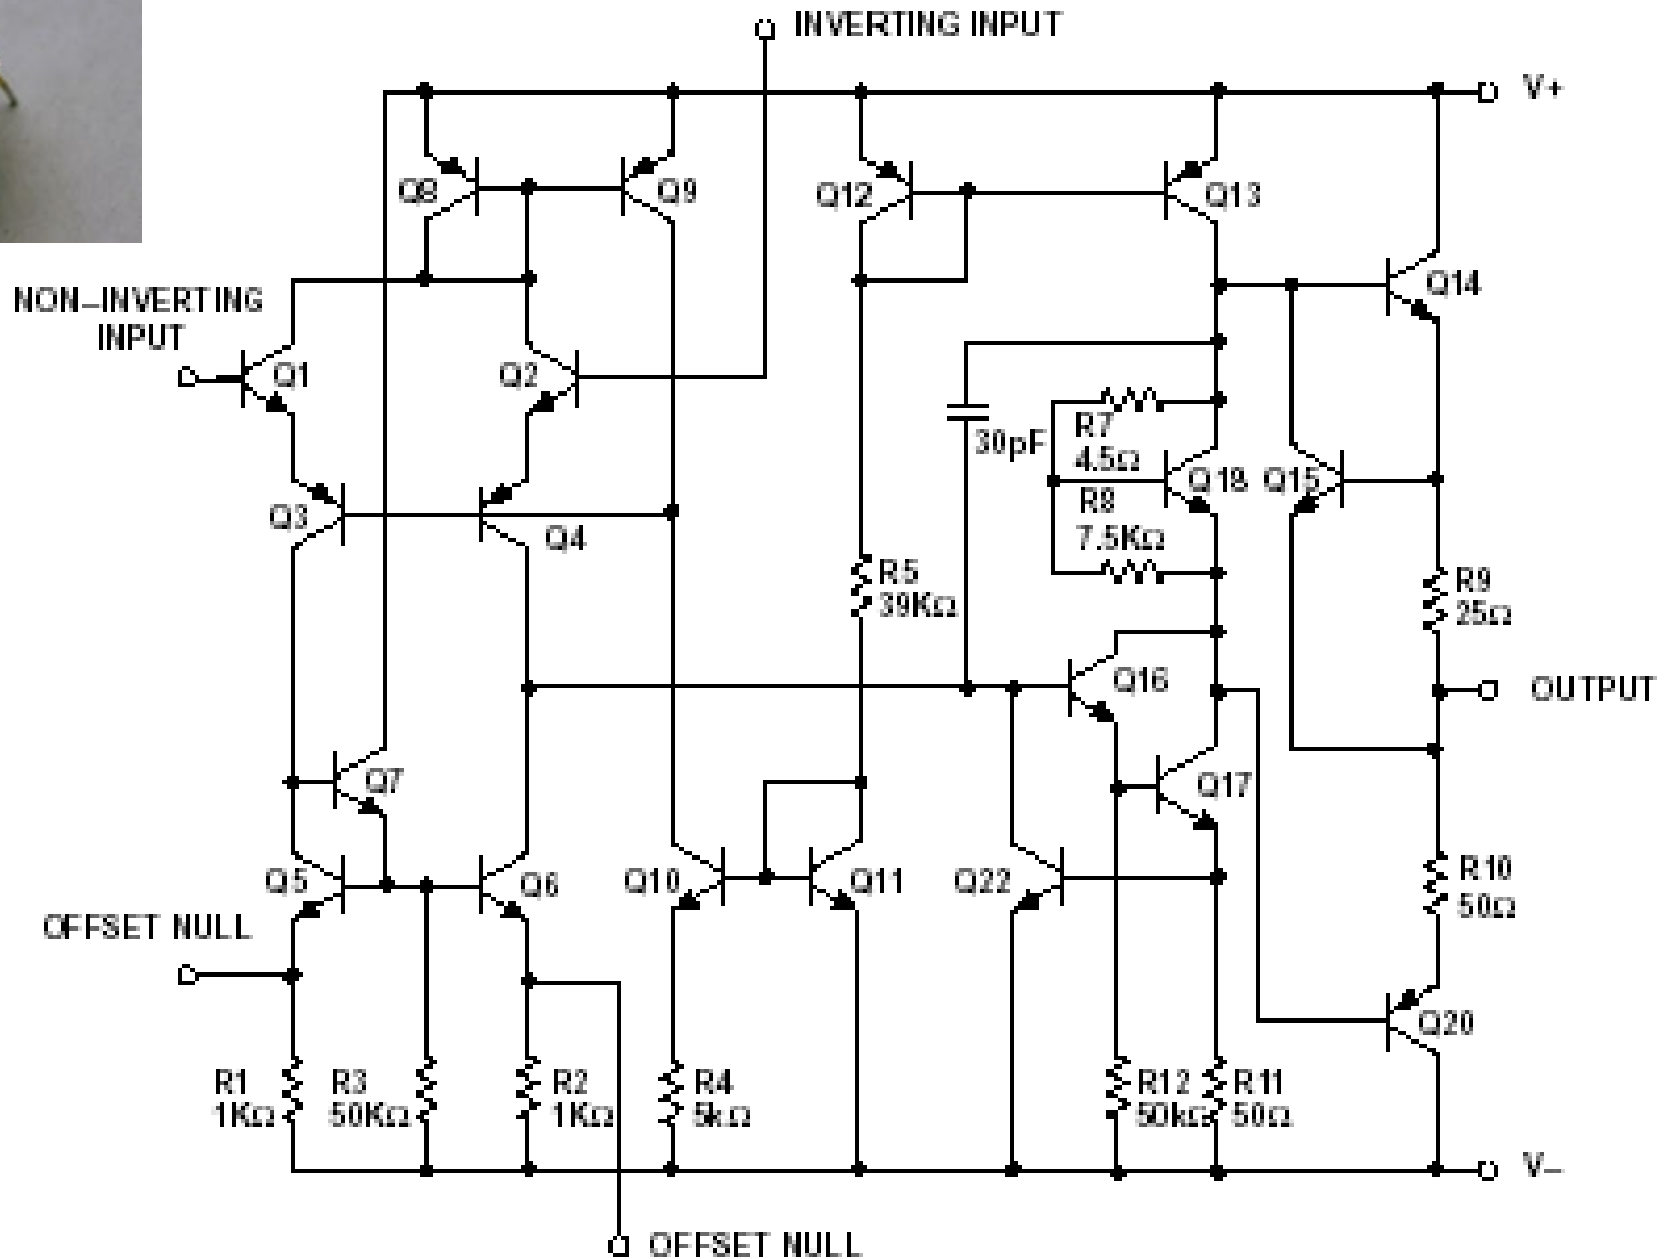 INVERTING INPUT
V+
Q8
Q9
Q12
Q13
NON-INVERTING
INPUT
Q14
Q1
Q2
30pF
R7
4.5Ω
Q18
Q15
R8
7.5KΩ
Q3
Q4
R5
39KΩ
R9
25Ω
Q16
OUTPUT
Q7
Q17
Q5
Q6
Q10
Q11
Q22
R10
50Ω
OFFSET NULL
Q20
R1
1KΩ
R3
50KΩ
R2
1KΩ
R4
5kΩ
R12
50kΩ
R11
50Ω
V-
OFFSET NULL